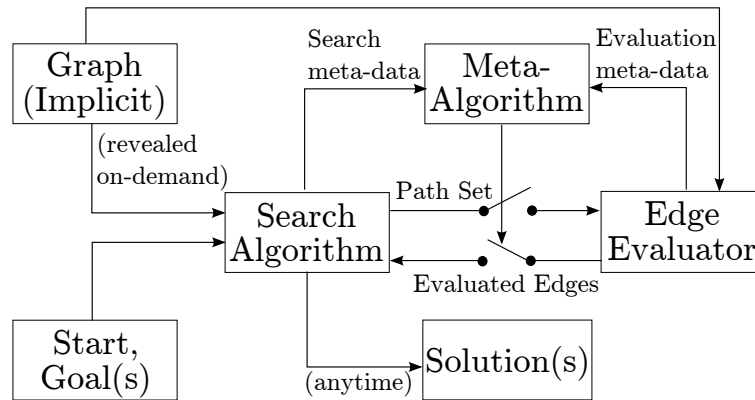 Graph
(Implicit)
Search
meta-data
Meta-
Algorithm
Evaluation
meta-data
(revealed
on-demand)
Search
Algorithm
Path Set
Edge
Evaluator
Evaluated Edges
Start,
Goal(s)
(anytime)
Solution(s)